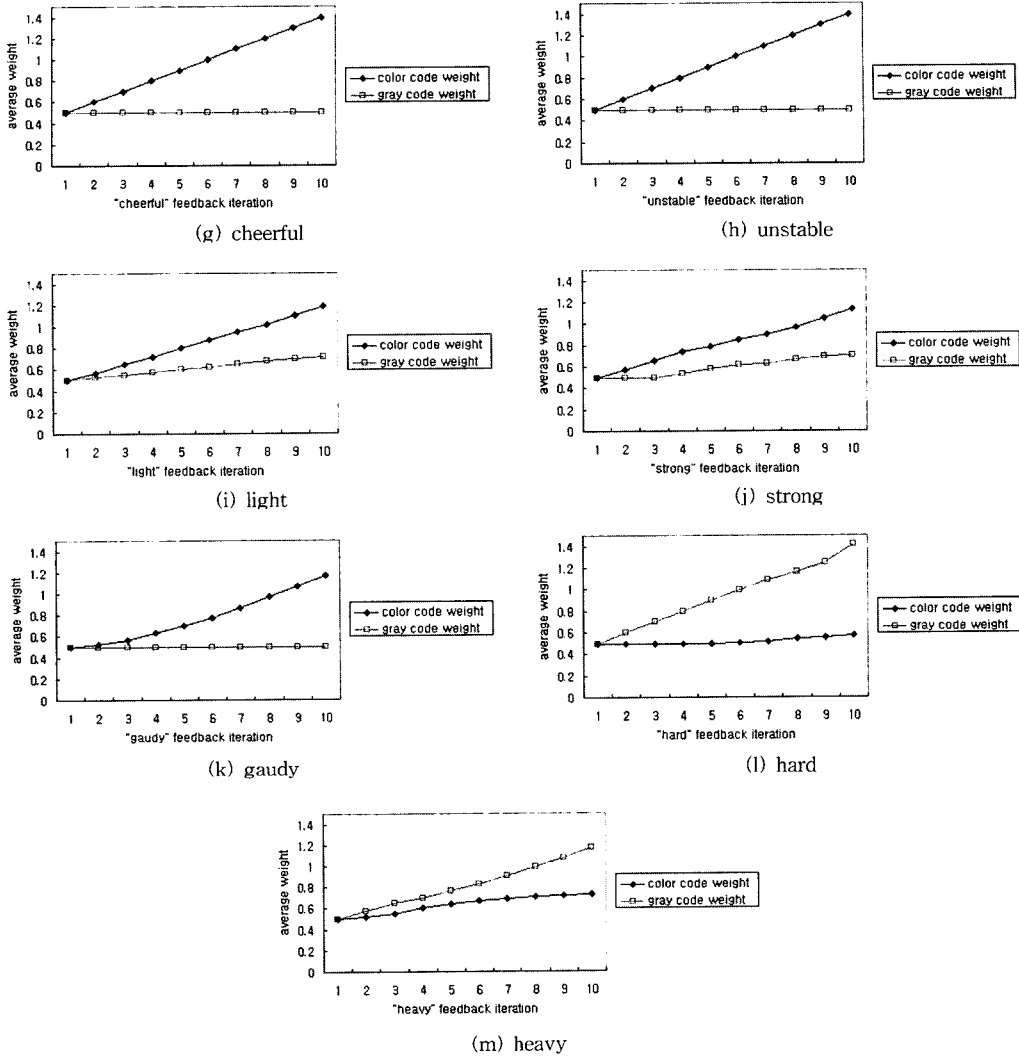 1.4
1.2
1
0.8
0.6
0.4
0.2
0
average weight
1 2 3 4 5 6 7 8 9 10
"cheerful" feedback iteration
color code weight
gray code weight
(g) cheerful
1.4
1.2
1
0.8
0.6
0.4
0.2
0
average weight
1 2 3 4 5 6 7 8 9 10
"unstable" feedback iteration
color code weight
gray code weight
(h) unstable
1.4
1.2
1
0.8
0.6
0.4
0.2
0
average weight
1 2 3 4 5 6 7 8 9 10
"light" feedback iteration
color code weight
gray code weight
(i) light
1.4
1.2
1
0.8
0.6
0.4
0.2
0
average weight
1 2 3 4 5 6 7 8 9 10
"strong" feedback iteration
color code weight
gray code weight
(j) strong
1.4
1.2
1
0.8
0.6
0.4
0.2
0
average weight
1 2 3 4 5 6 7 8 9 10
"gaudy" feedback iteration
color code weight
gray code weight
(k) gaudy
1.4
1.2
1
0.8
0.6
0.4
0.2
0
average weight
1 2 3 4 5 6 7 8 9 10
"hard" feedback iteration
color code weight
gray code weight
(l) hard
1.4
1.2
1
0.8
0.6
0.4
0.2
0
average weight
1 2 3 4 5 6 7 8 9 10
"heavy" feedback iteration
color code weight
gray code weight
(m) heavy